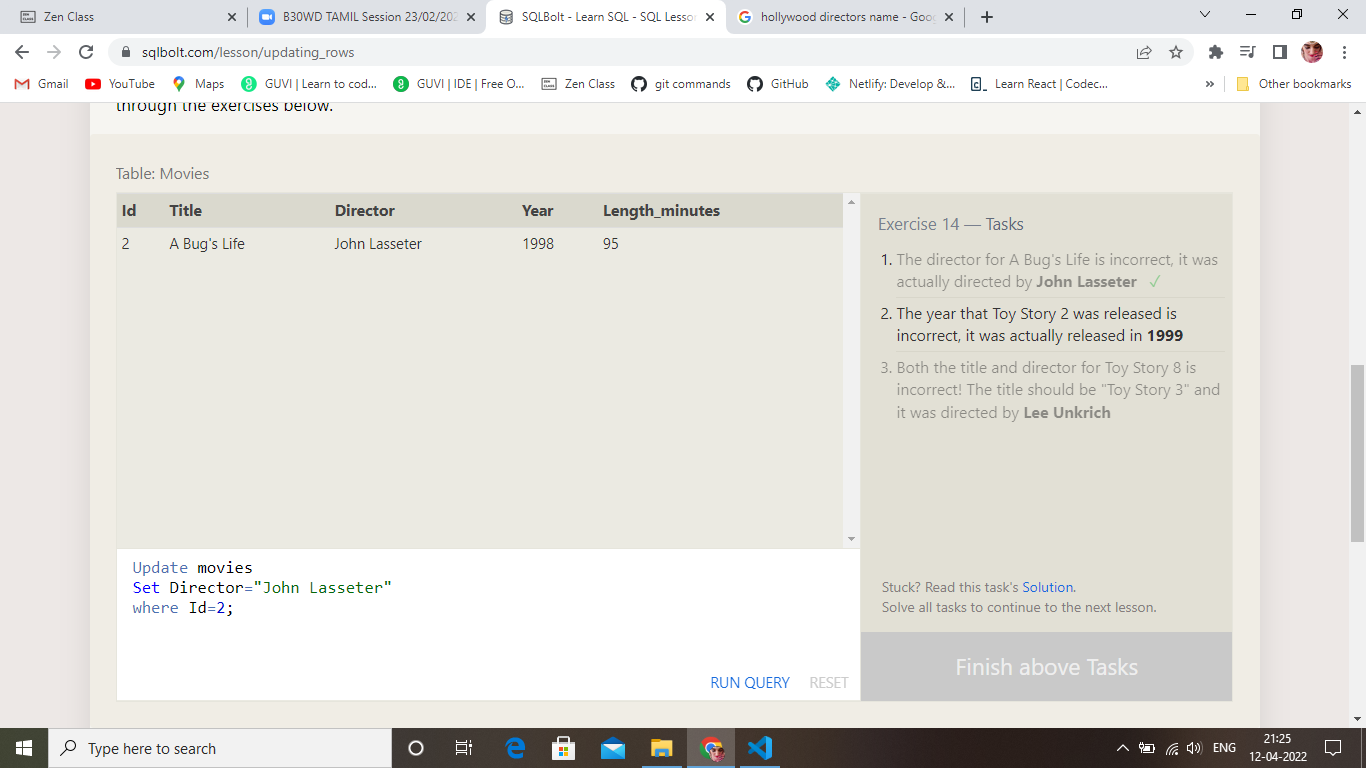 Zen Class
B30WD TAMIL Session 23/02/202
SQLBolt - Learn SQL - SQL Lesso
hollywood directors name - Goo
sqlbolt.com/lesson/updating_rows
Gmail
YouTube
Maps
GUVI | Learn to cod...
GUVI | IDE | Free O...
Zen Class
git commands
GitHub
Netlify: Develop &...
Learn React | Codec...
»
Other bookmarks
through the exercises below.
Table: Movies
Id Title Director Year Length_minutes
2 A Bug's Life John Lasseter 1998 95
Exercise 14 — Tasks
1. The director for A Bug's Life is incorrect, it was
actually directed by John Lasseter ✓
2. The year that Toy Story 2 was released is
incorrect, it was actually released in 1999
3. Both the title and director for Toy Story 8 is
incorrect! The title should be "Toy Story 3" and
it was directed by Lee Unkrich
Update movies
Set Director="John Lasseter"
where Id=2;
RUN QUERY RESET
Stuck? Read this task's Solution.
Solve all tasks to continue to the next lesson.
Finish above Tasks
Type here to search
ENG
21:25
12-04-2022